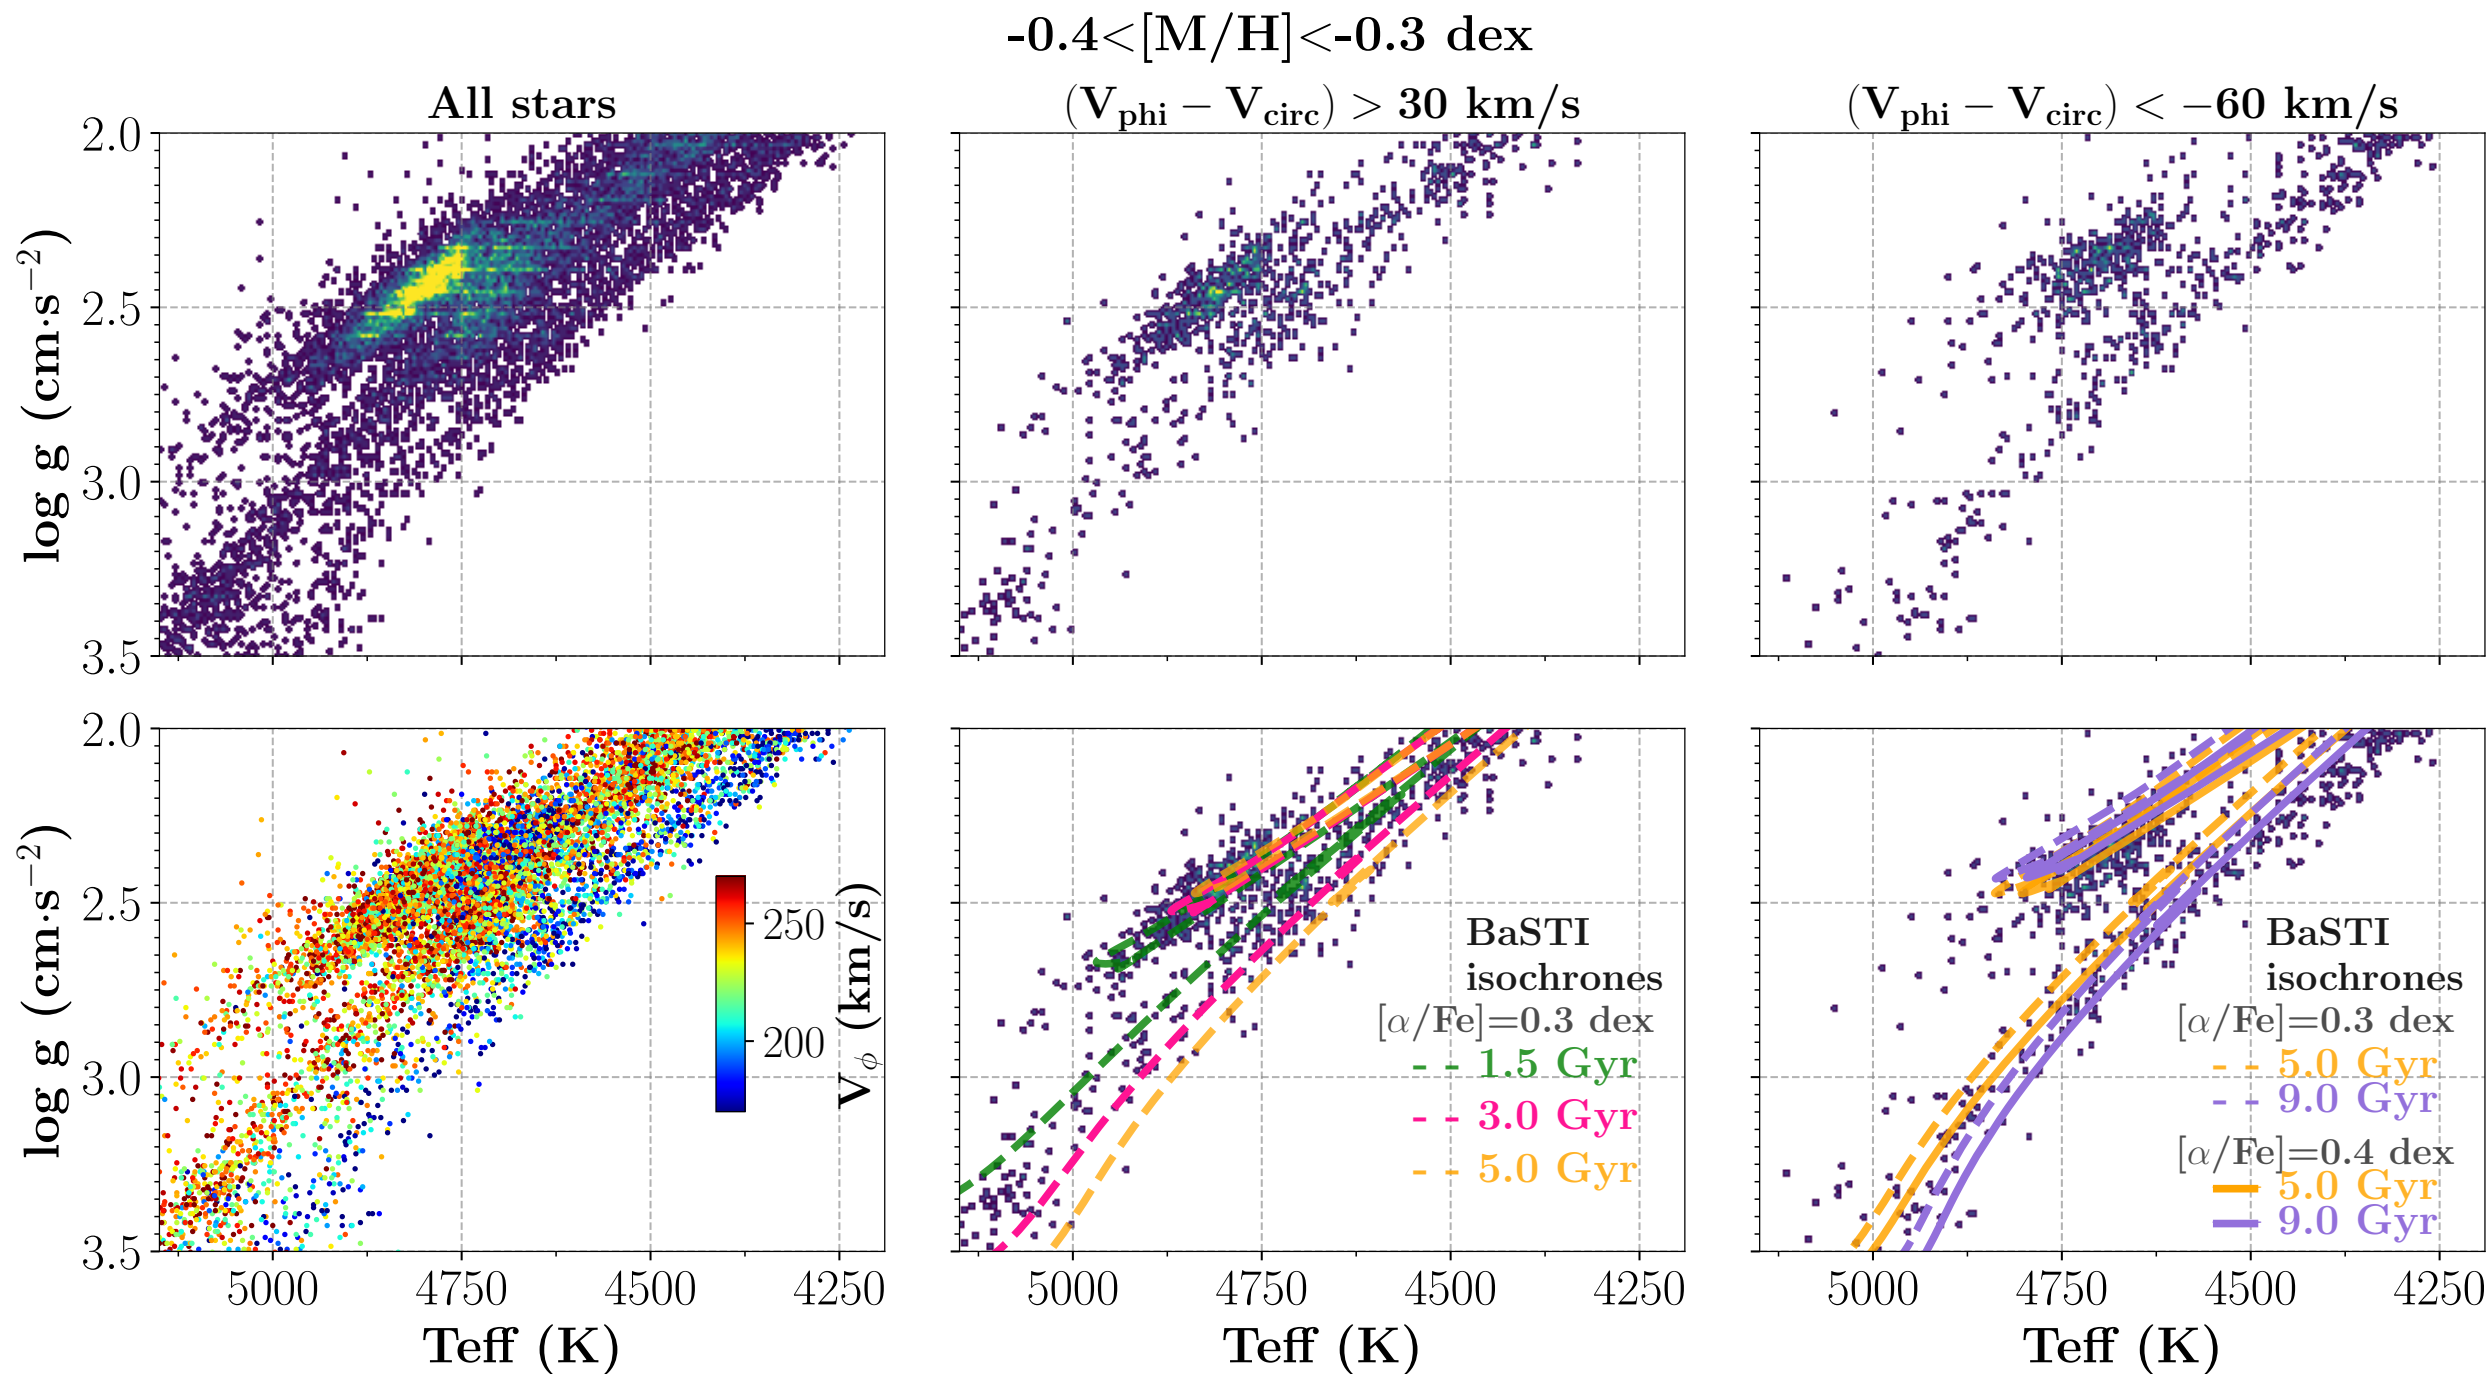 -0.4<[M/H]<-0.3 dex
All stars
(V_phi − V_circ) > 30 km/s
(V_phi − V_circ) < −60 km/s
2.0
2.5
3.0
3.5
log g (cm·s⁻²)
2.0
2.5
3.0
3.5
log g (cm·s⁻²)
250
200
V_ϕ (km/s)
BaSTI
isochrones
[α/Fe]=0.3 dex
1.5 Gyr
3.0 Gyr
5.0 Gyr
BaSTI
isochrones
[α/Fe]=0.3 dex
5.0 Gyr
9.0 Gyr
[α/Fe]=0.4 dex
5.0 Gyr
9.0 Gyr
5000 4750 4500 4250
5000 4750 4500 4250
5000 4750 4500 4250
Teff (K)
Teff (K)
Teff (K)